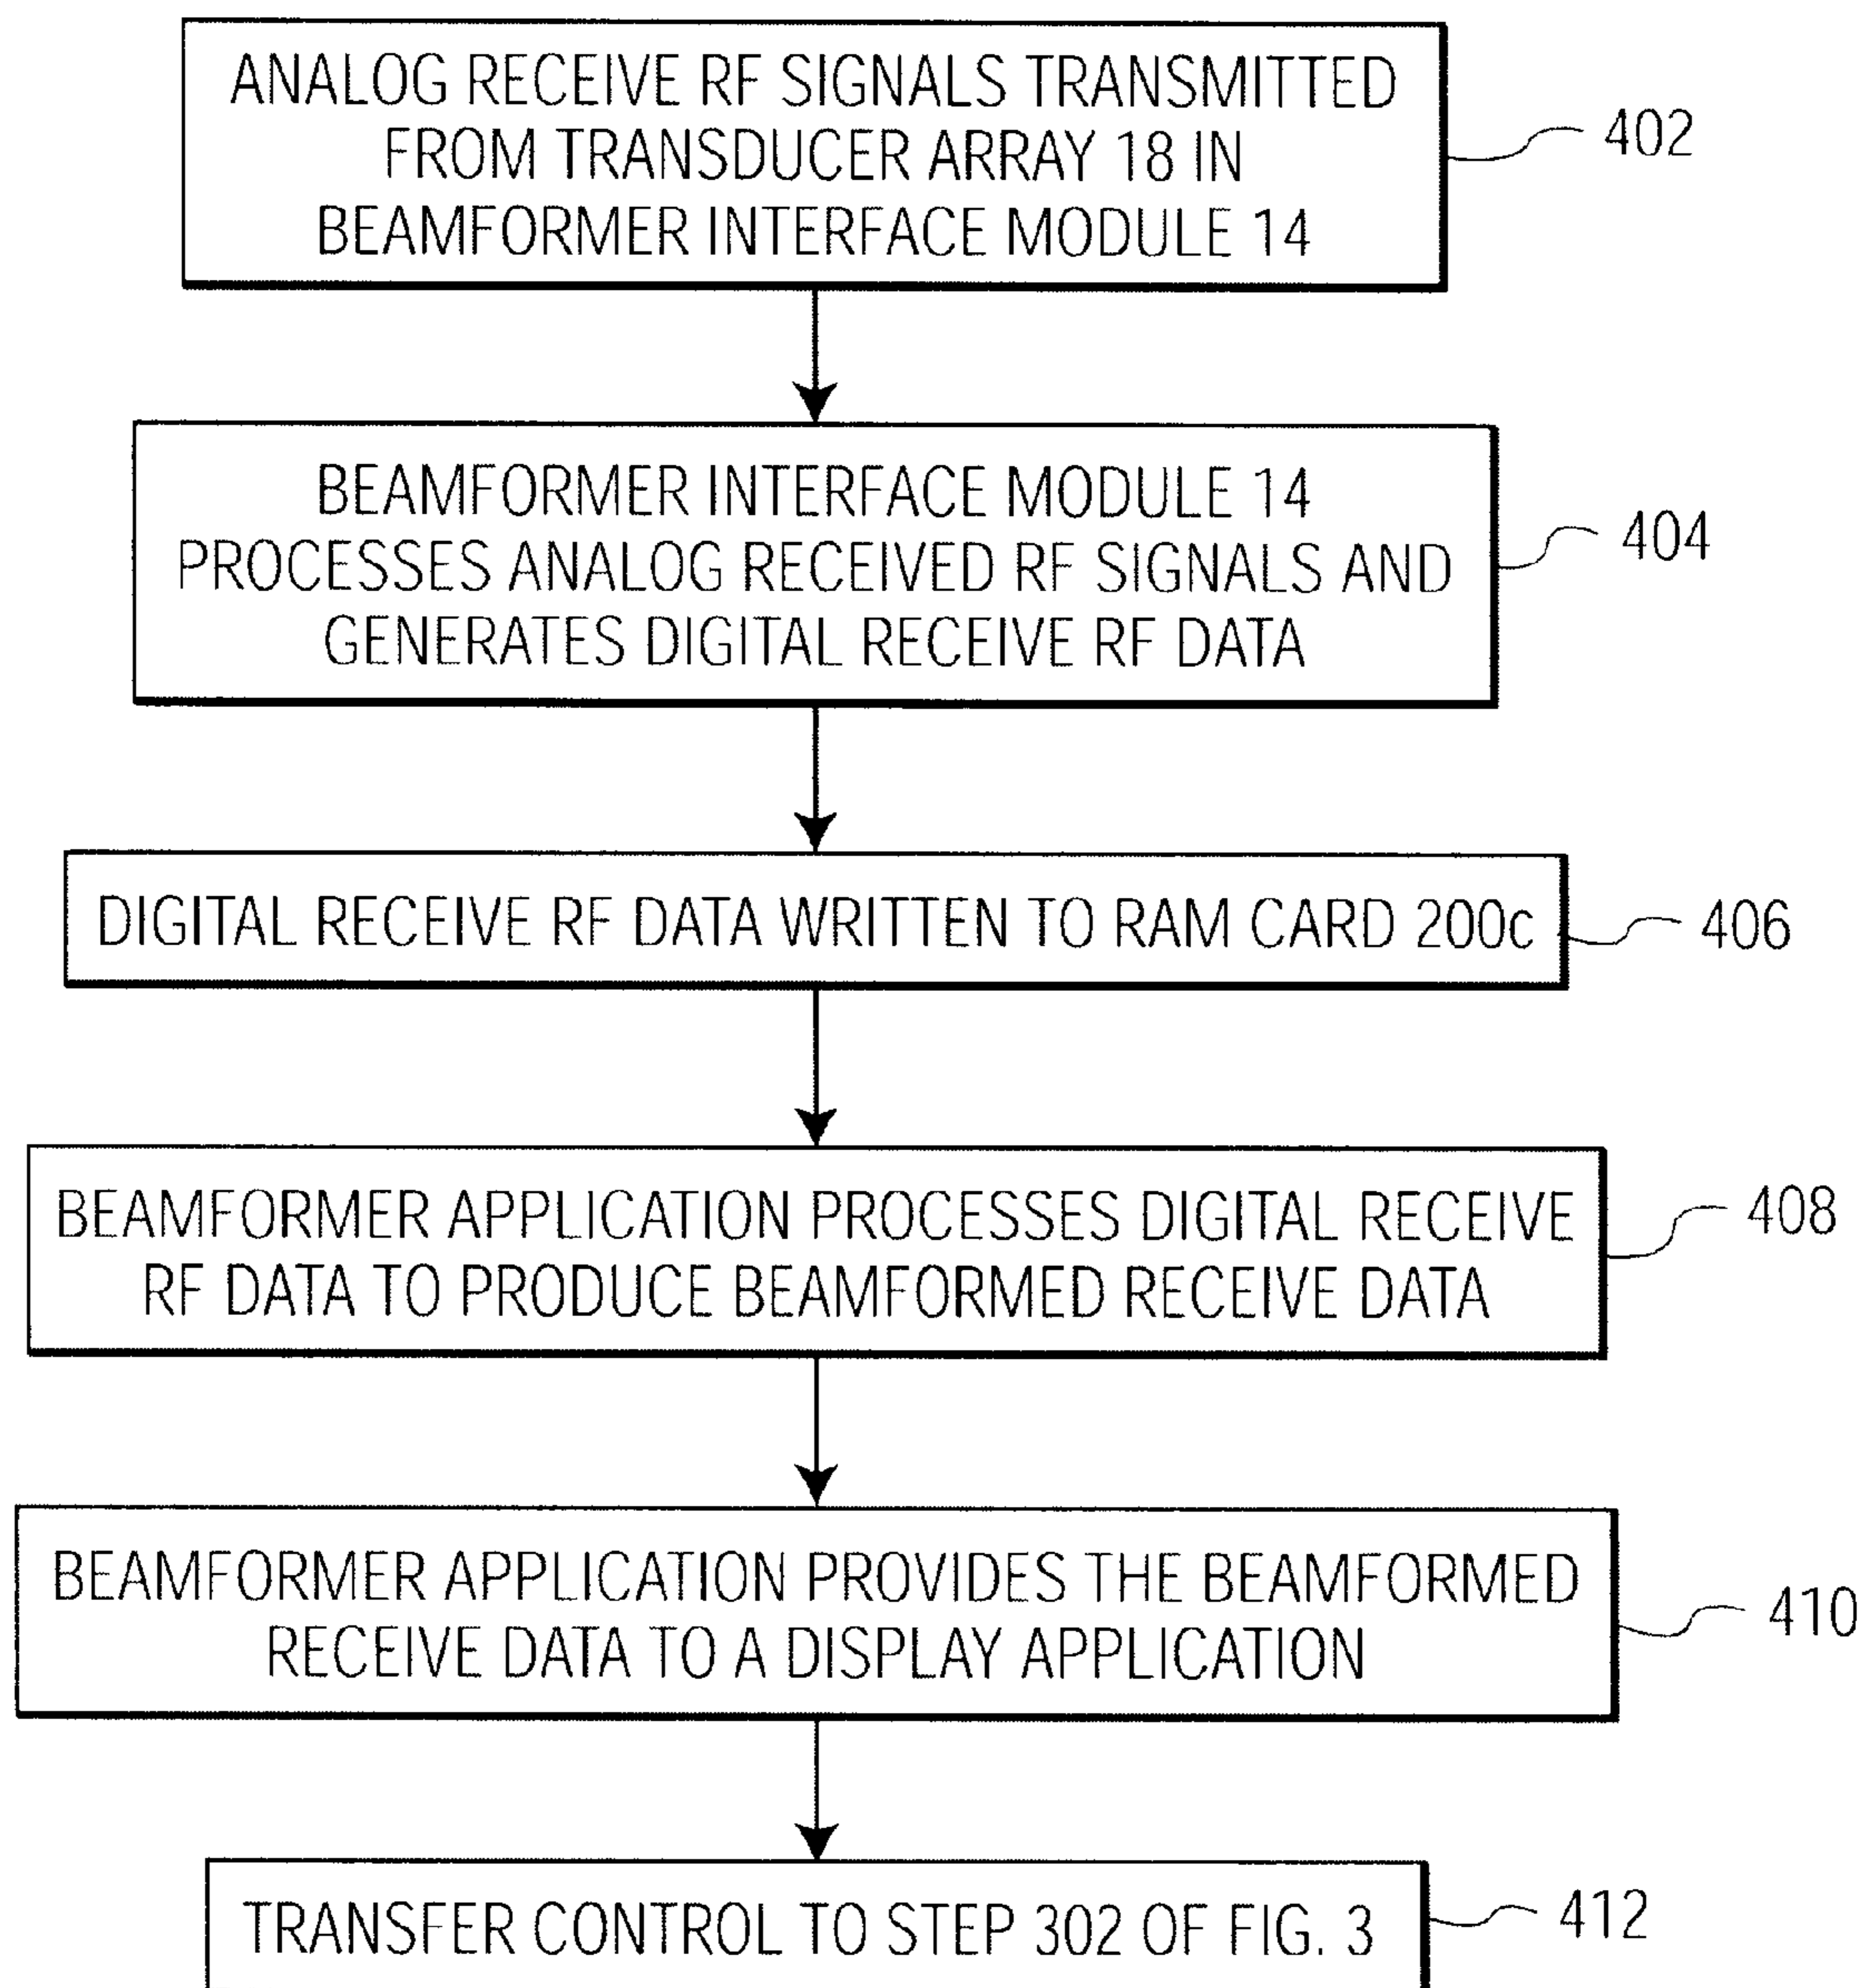 ANALOG RECEIVE RF SIGNALS TRANSMITTED
FROM TRANSDUCER ARRAY 18 IN
BEAMFORMER INTERFACE MODULE 14
402
BEAMFORMER INTERFACE MODULE 14
PROCESSES ANALOG RECEIVED RF SIGNALS AND
GENERATES DIGITAL RECEIVE RF DATA
404
DIGITAL RECEIVE RF DATA WRITTEN TO RAM CARD 200c
406
BEAMFORMER APPLICATION PROCESSES DIGITAL RECEIVE
RF DATA TO PRODUCE BEAMFORMED RECEIVE DATA
408
BEAMFORMER APPLICATION PROVIDES THE BEAMFORMED
RECEIVE DATA TO A DISPLAY APPLICATION
410
TRANSFER CONTROL TO STEP 302 OF FIG. 3
412